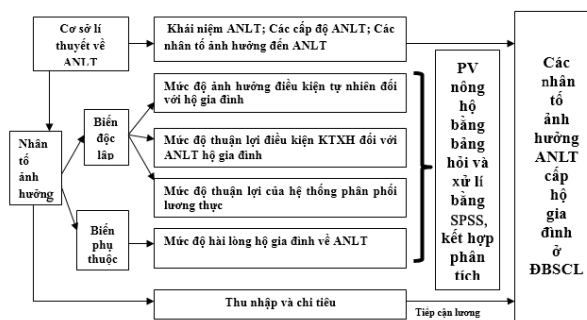 Cơ sở lí
thuyết về
ANLT
Khái niệm ANLT; Các cấp độ ANLT; Các
nhân tố ảnh hưởng đến ANLT
Nhân
tố ảnh
hưởng
Biến
độc
lập
Mức độ ảnh hưởng điều kiện tự nhiên đối
với hộ gia đình
Mức độ thuận lợi điều kiện KTXH đối với
ANLT hộ gia đình
Mức độ thuận lợi của hệ thống phân phối
lương thực
Biến
phụ
thuộc
Mức độ hài lòng hộ gia đình về ANLT
Thu nhập và chi tiêu
PV
nông
hộ
bằng
bảng
hỏi và
xử lí
bằng
SPSS,
kết hợp
phân
tích
Tiếp cận lương
Các
nhân
tố
ảnh
hưởng
ANLT
cấp
hộ
gia
đình
ở
ĐBSCL